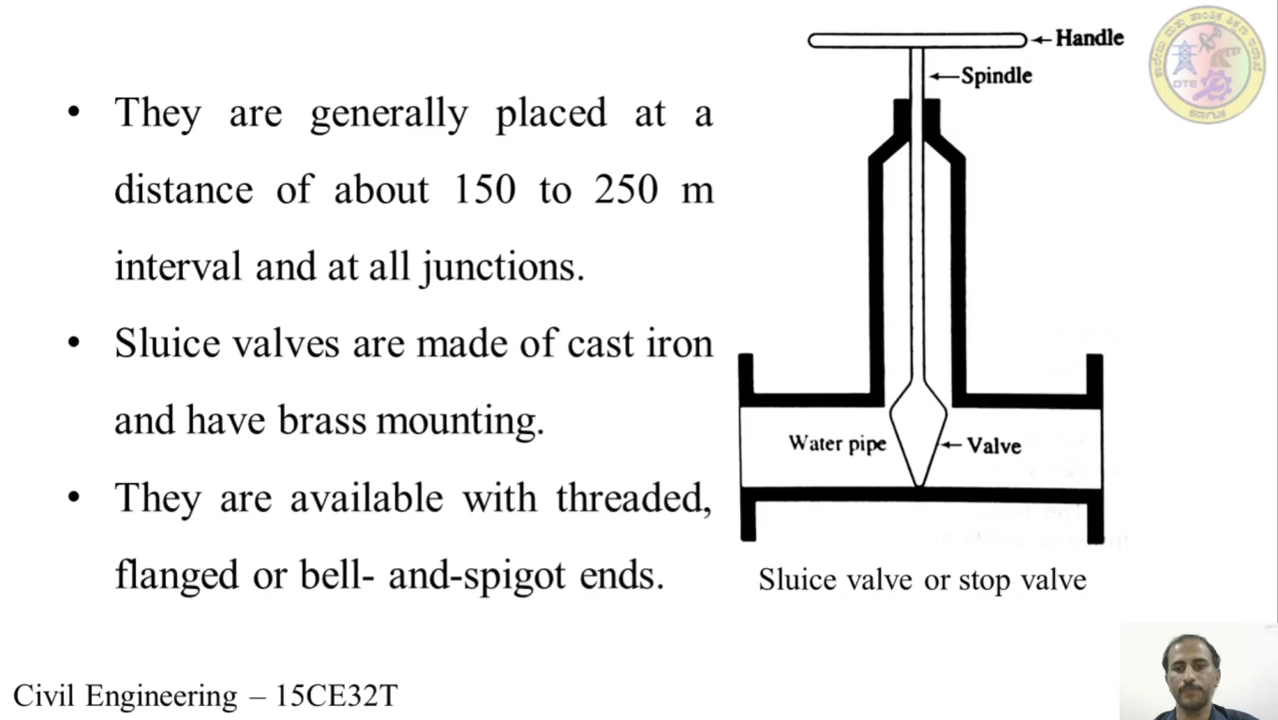 • They are generally placed at a
distance of about 150 to 250 m
interval and at all junctions.
• Sluice valves are made of cast iron
and have brass mounting.
• They are available with threaded,
flanged or bell- and-spigot ends.
Handle
Spindle
Water pipe
Valve
Sluice valve or stop valve
DTE
Civil Engineering – 15CE32T